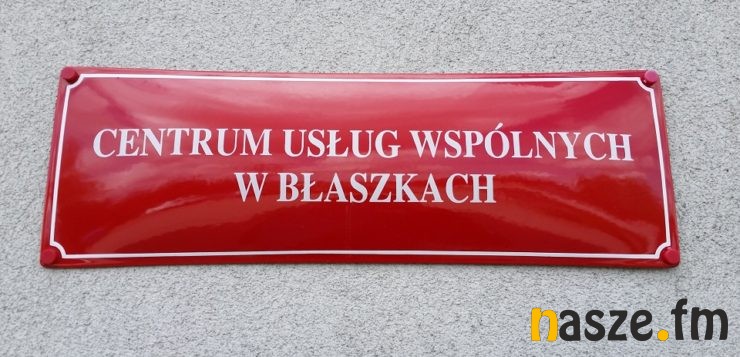 CENTRUM USŁUG WSPÓLNYCH
W BŁASZKACH
nasze.fm